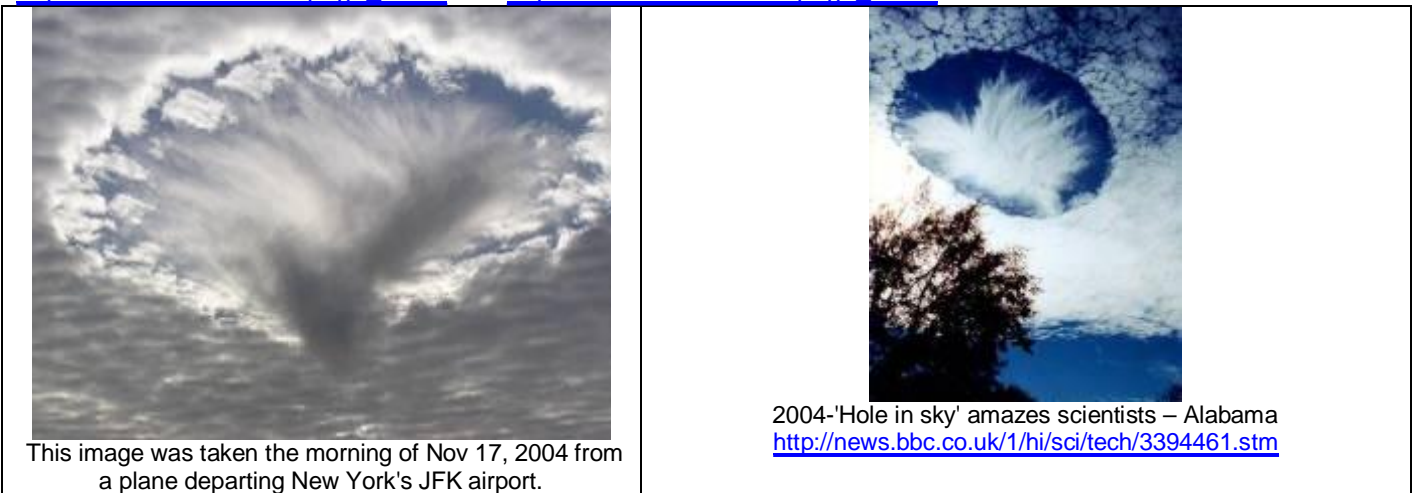 This image was taken the morning of Nov 17, 2004 from
a plane departing New York's JFK airport.
2004-'Hole in sky' amazes scientists – Alabama
http://news.bbc.co.uk/1/hi/sci/tech/3394461.stm